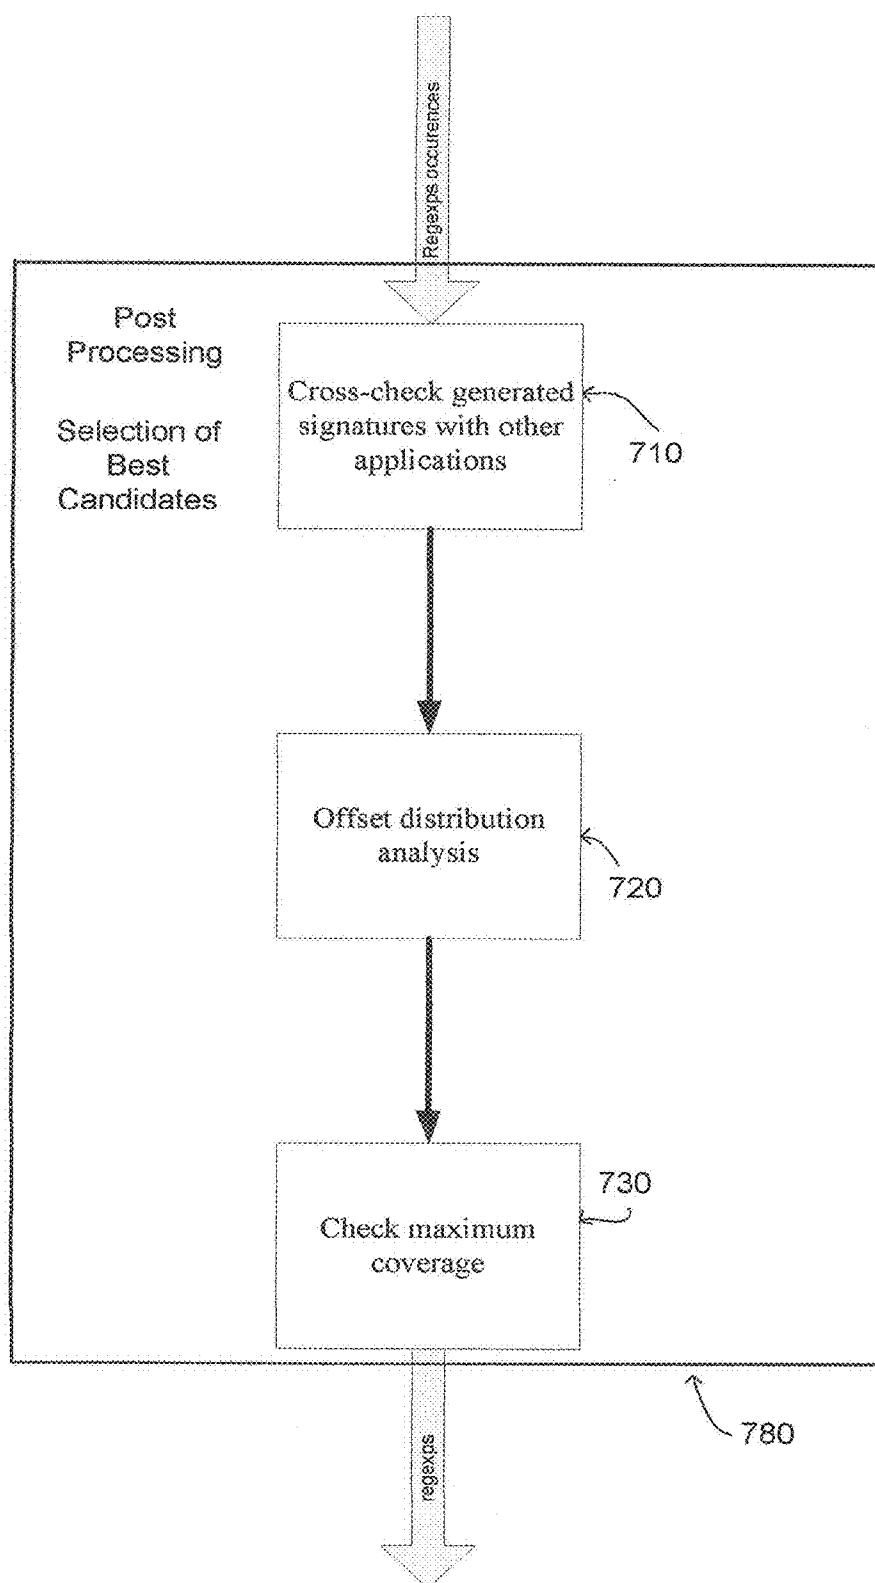 Regexps occurences
Post
Processing
Selection of
Best
Candidates
Cross-check generated
signatures with other
applications
710
Offset distribution
analysis
720
Check maximum
coverage
730
780
regexps